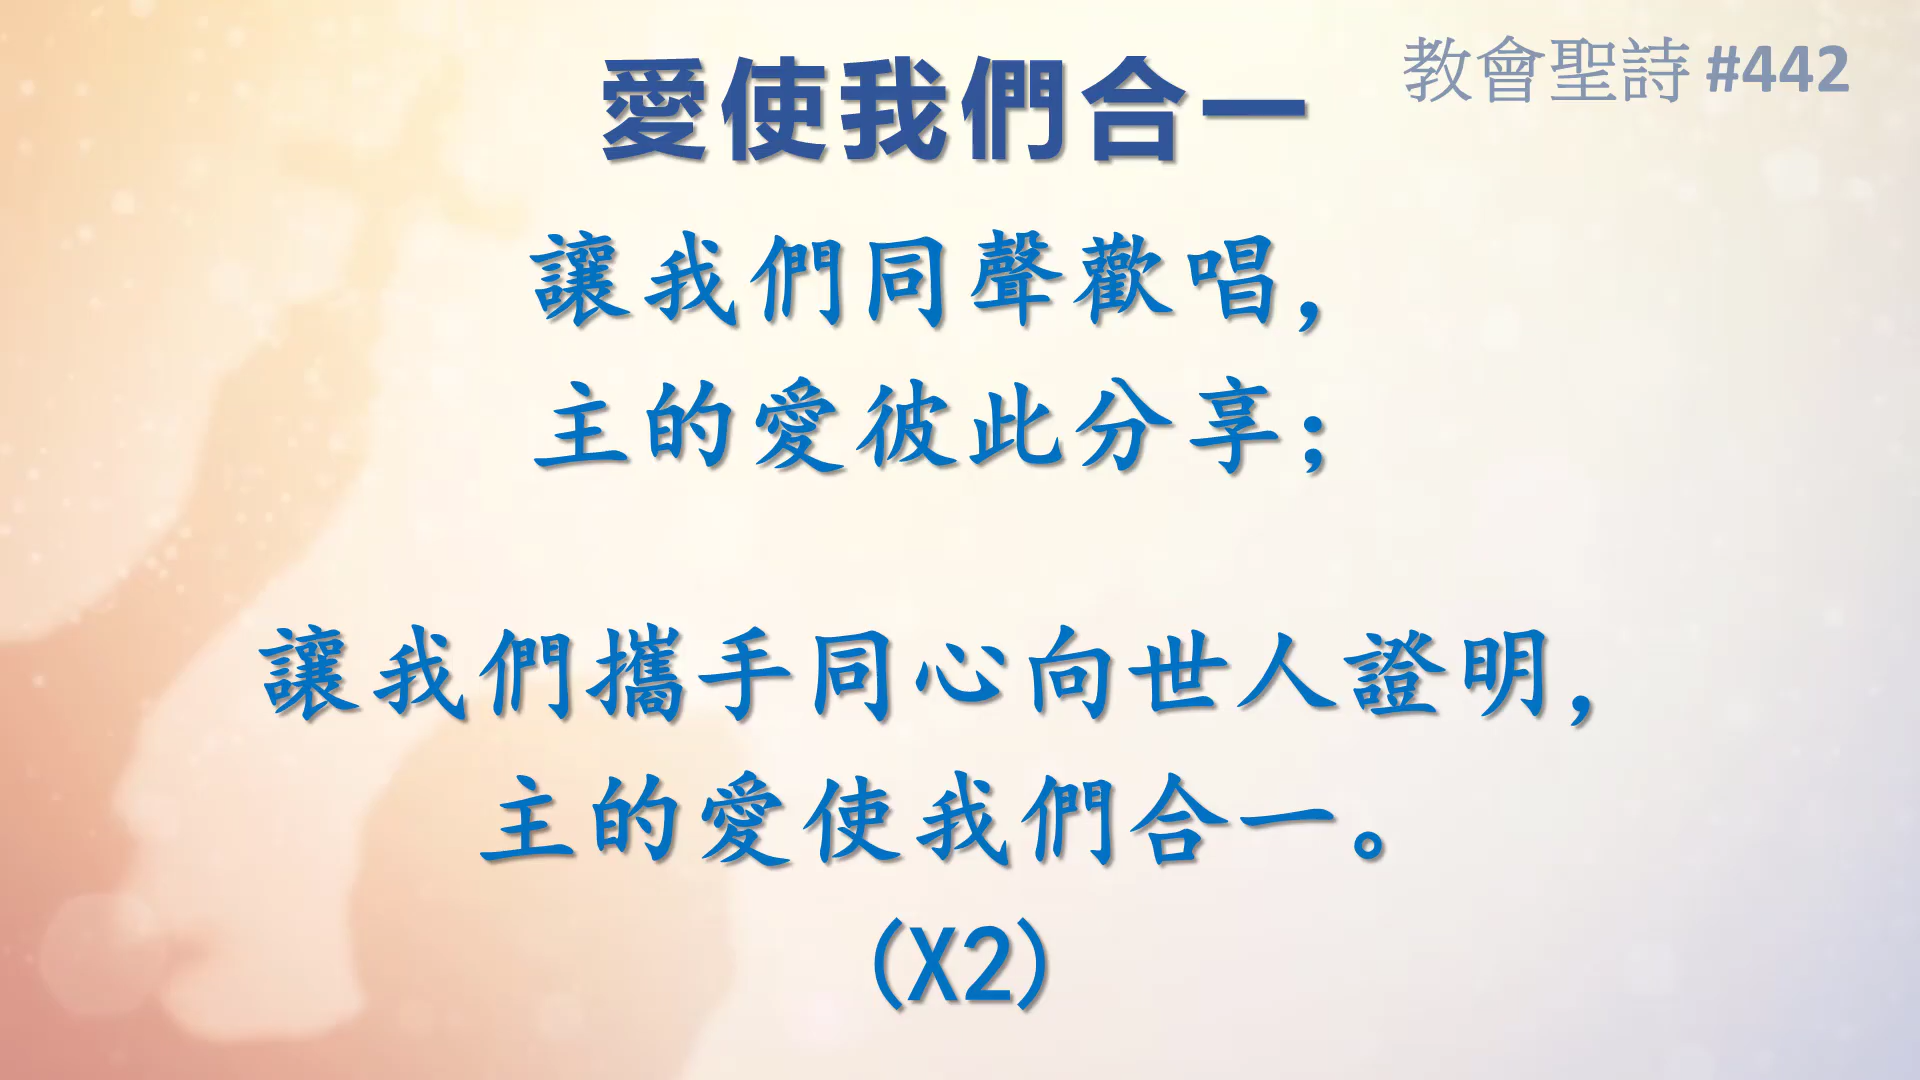 愛使我們合一
教會聖詩 #442
讓我們同聲歡唱,
主的愛彼此分享;
讓我們攜手同心向世人證明,
主的愛使我們合一。
(X2)